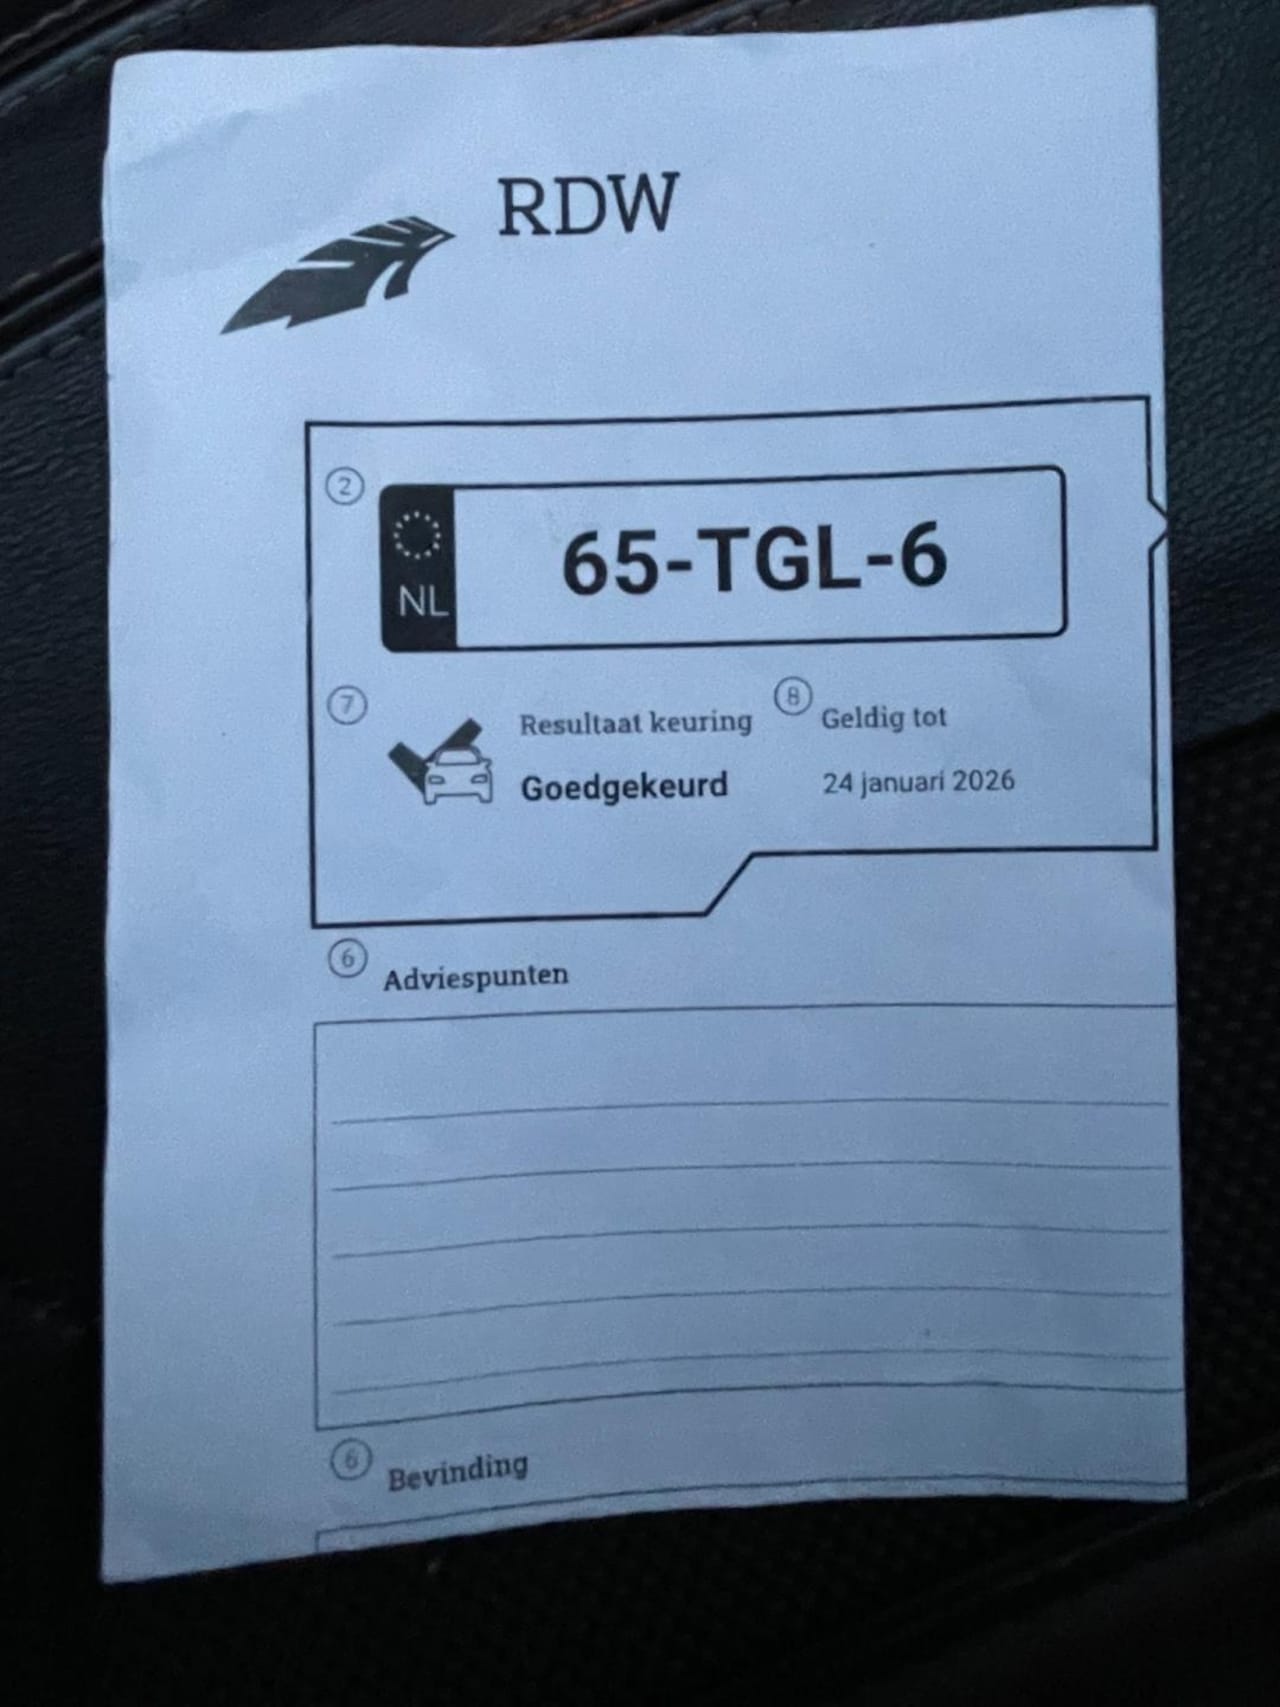 RDW
2
NL
65-TGL-6
7
Resultaat keuring
8
Geldig tot
Goedgekeurd
24 januari 2026
6
Adviespunten
6
Bevinding